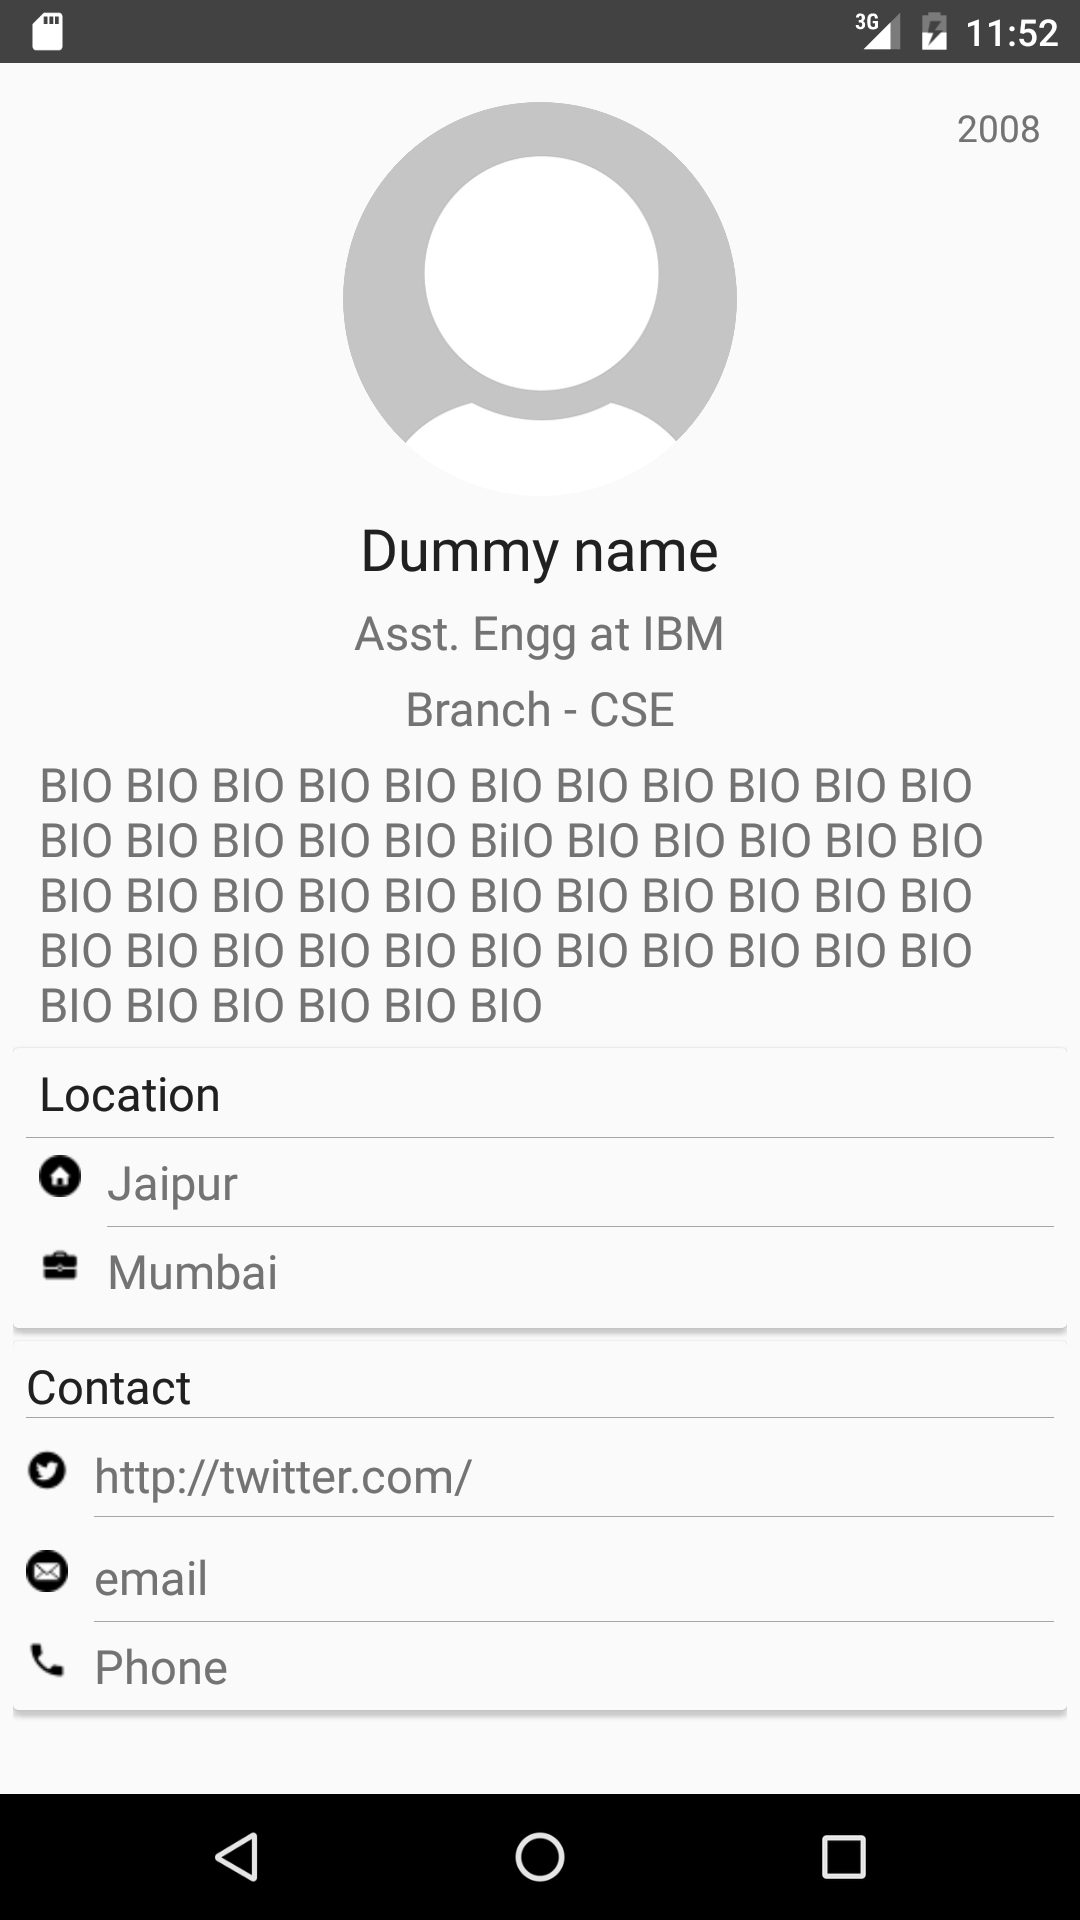 3G 11:52
2008
Dummy name
Asst. Engg at IBM
Branch - CSE
BIO BIO BIO BIO BIO BIO BIO BIO BIO BIO BIO
BIO BIO BIO BIO BIO BiIO BIO BIO BIO BIO BIO
BIO BIO BIO BIO BIO BIO BIO BIO BIO BIO BIO
BIO BIO BIO BIO BIO BIO BIO BIO BIO BIO BIO
BIO BIO BIO BIO BIO BIO
Location
Jaipur
Mumbai
Contact
http://twitter.com/
email
Phone